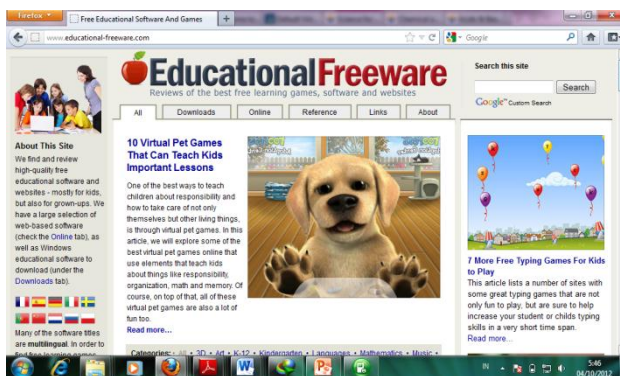 Firefox
Free Educational Software And Games
www.educational-freeware.com
Google
EducationalFreeware
Reviews of the best free learning games, software and websites
All
Downloads
Online
Reference
Links
About
Search this site
Search
Google™ Custom Search
About This Site
We find and review
high-quality free
educational software and
websites - mostly for kids,
but also for grown-ups. We
have a large selection of
web-based software
(check the Online tab), as
well as Windows
educational software to
download (under the
Downloads tab).
Many of the software titles
are multilingual. In order to
find free learning games
10 Virtual Pet Games
That Can Teach Kids
Important Lessons
One of the best ways to teach
children about responsibility and
how to take care of not only
themselves but other living things,
is through virtual pet games. In this
article, we will explore some of the
best virtual pet games online that
use elements that teach kids
about things like responsibility,
organization, math and memory. Of
course, on top of that, all of these
virtual pet games are also a lot of
fun too.
Read more...
Categories: All • 3D • Art • K-12 • Kindergarten • Languages • Mathematics • Music •
7 More Free Typing Games For Kids
to Play
This article lists a number of sites with
some great typing games that are not
only fun to play, but are sure to help
increase your student or childs typing
skills in a very short time span.
Read more...
IN
5:46
04/10/2012